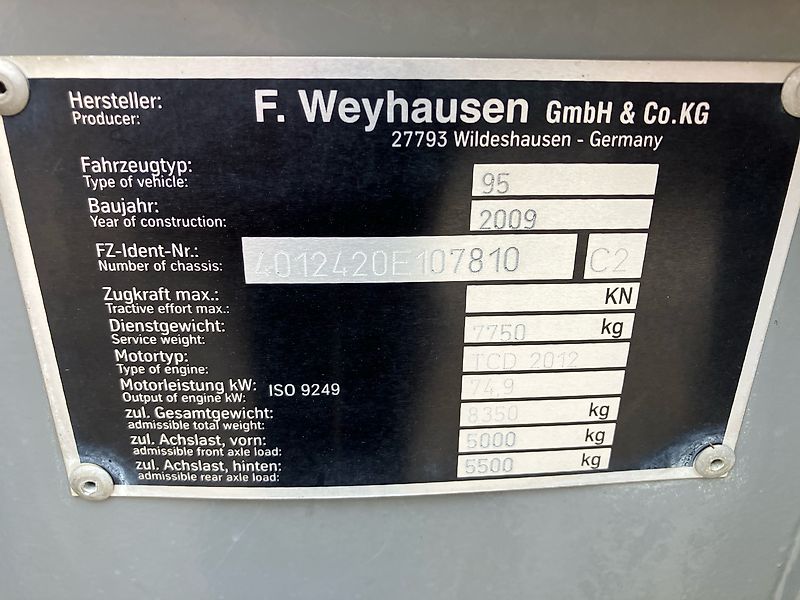 Hersteller: F. Weyhausen GmbH & Co.KG
Producer:
27793 Wildeshausen - Germany
Fahrzeugtyp:
Type of vehicle: 95
Baujahr:
Year of construction: 2009
FZ-Ident-Nr.:
Number of chassis: 4012420E107810 C2
Zugkraft max.: KN
Tractive effort max.:
Dienstgewicht: 7750 kg
Service weight:
Motortyp: TCD 2012
Type of engine:
Motorleistung kW: ISO 9249 74,9
Output of engine kW:
zul. Gesamtgewicht: 8350 kg
admissible total weight:
zul. Achslast, vorn: 5000 kg
admissible front axle load:
zul. Achslast, hinten: 5500 kg
admissible rear axle load: